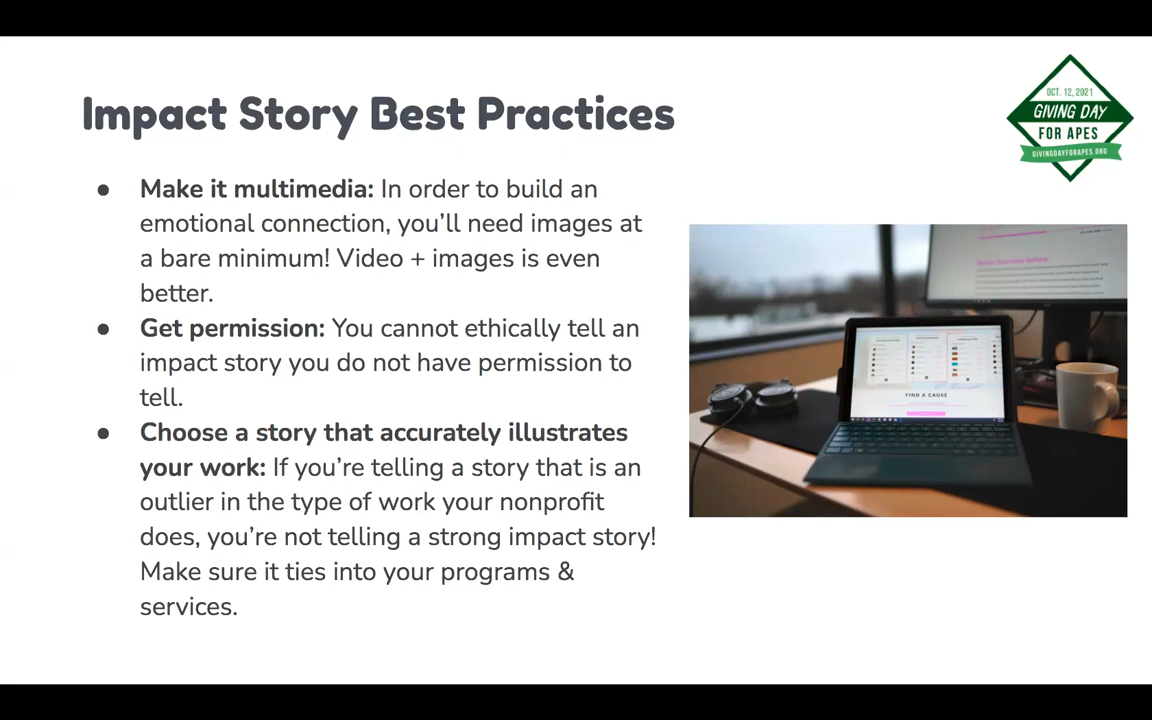 Impact Story Best Practices
OCT. 12, 2021
GIVING DAY
FOR APES
GIVINGDAYFORAPES.ORG
● Make it multimedia: In order to build an
emotional connection, you’ll need images at
a bare minimum! Video + images is even
better.
● Get permission: You cannot ethically tell an
impact story you do not have permission to
tell.
● Choose a story that accurately illustrates
your work: If you’re telling a story that is an
outlier in the type of work your nonprofit
does, you’re not telling a strong impact story!
Make sure it ties into your programs &
services.
FIND A CAUSE